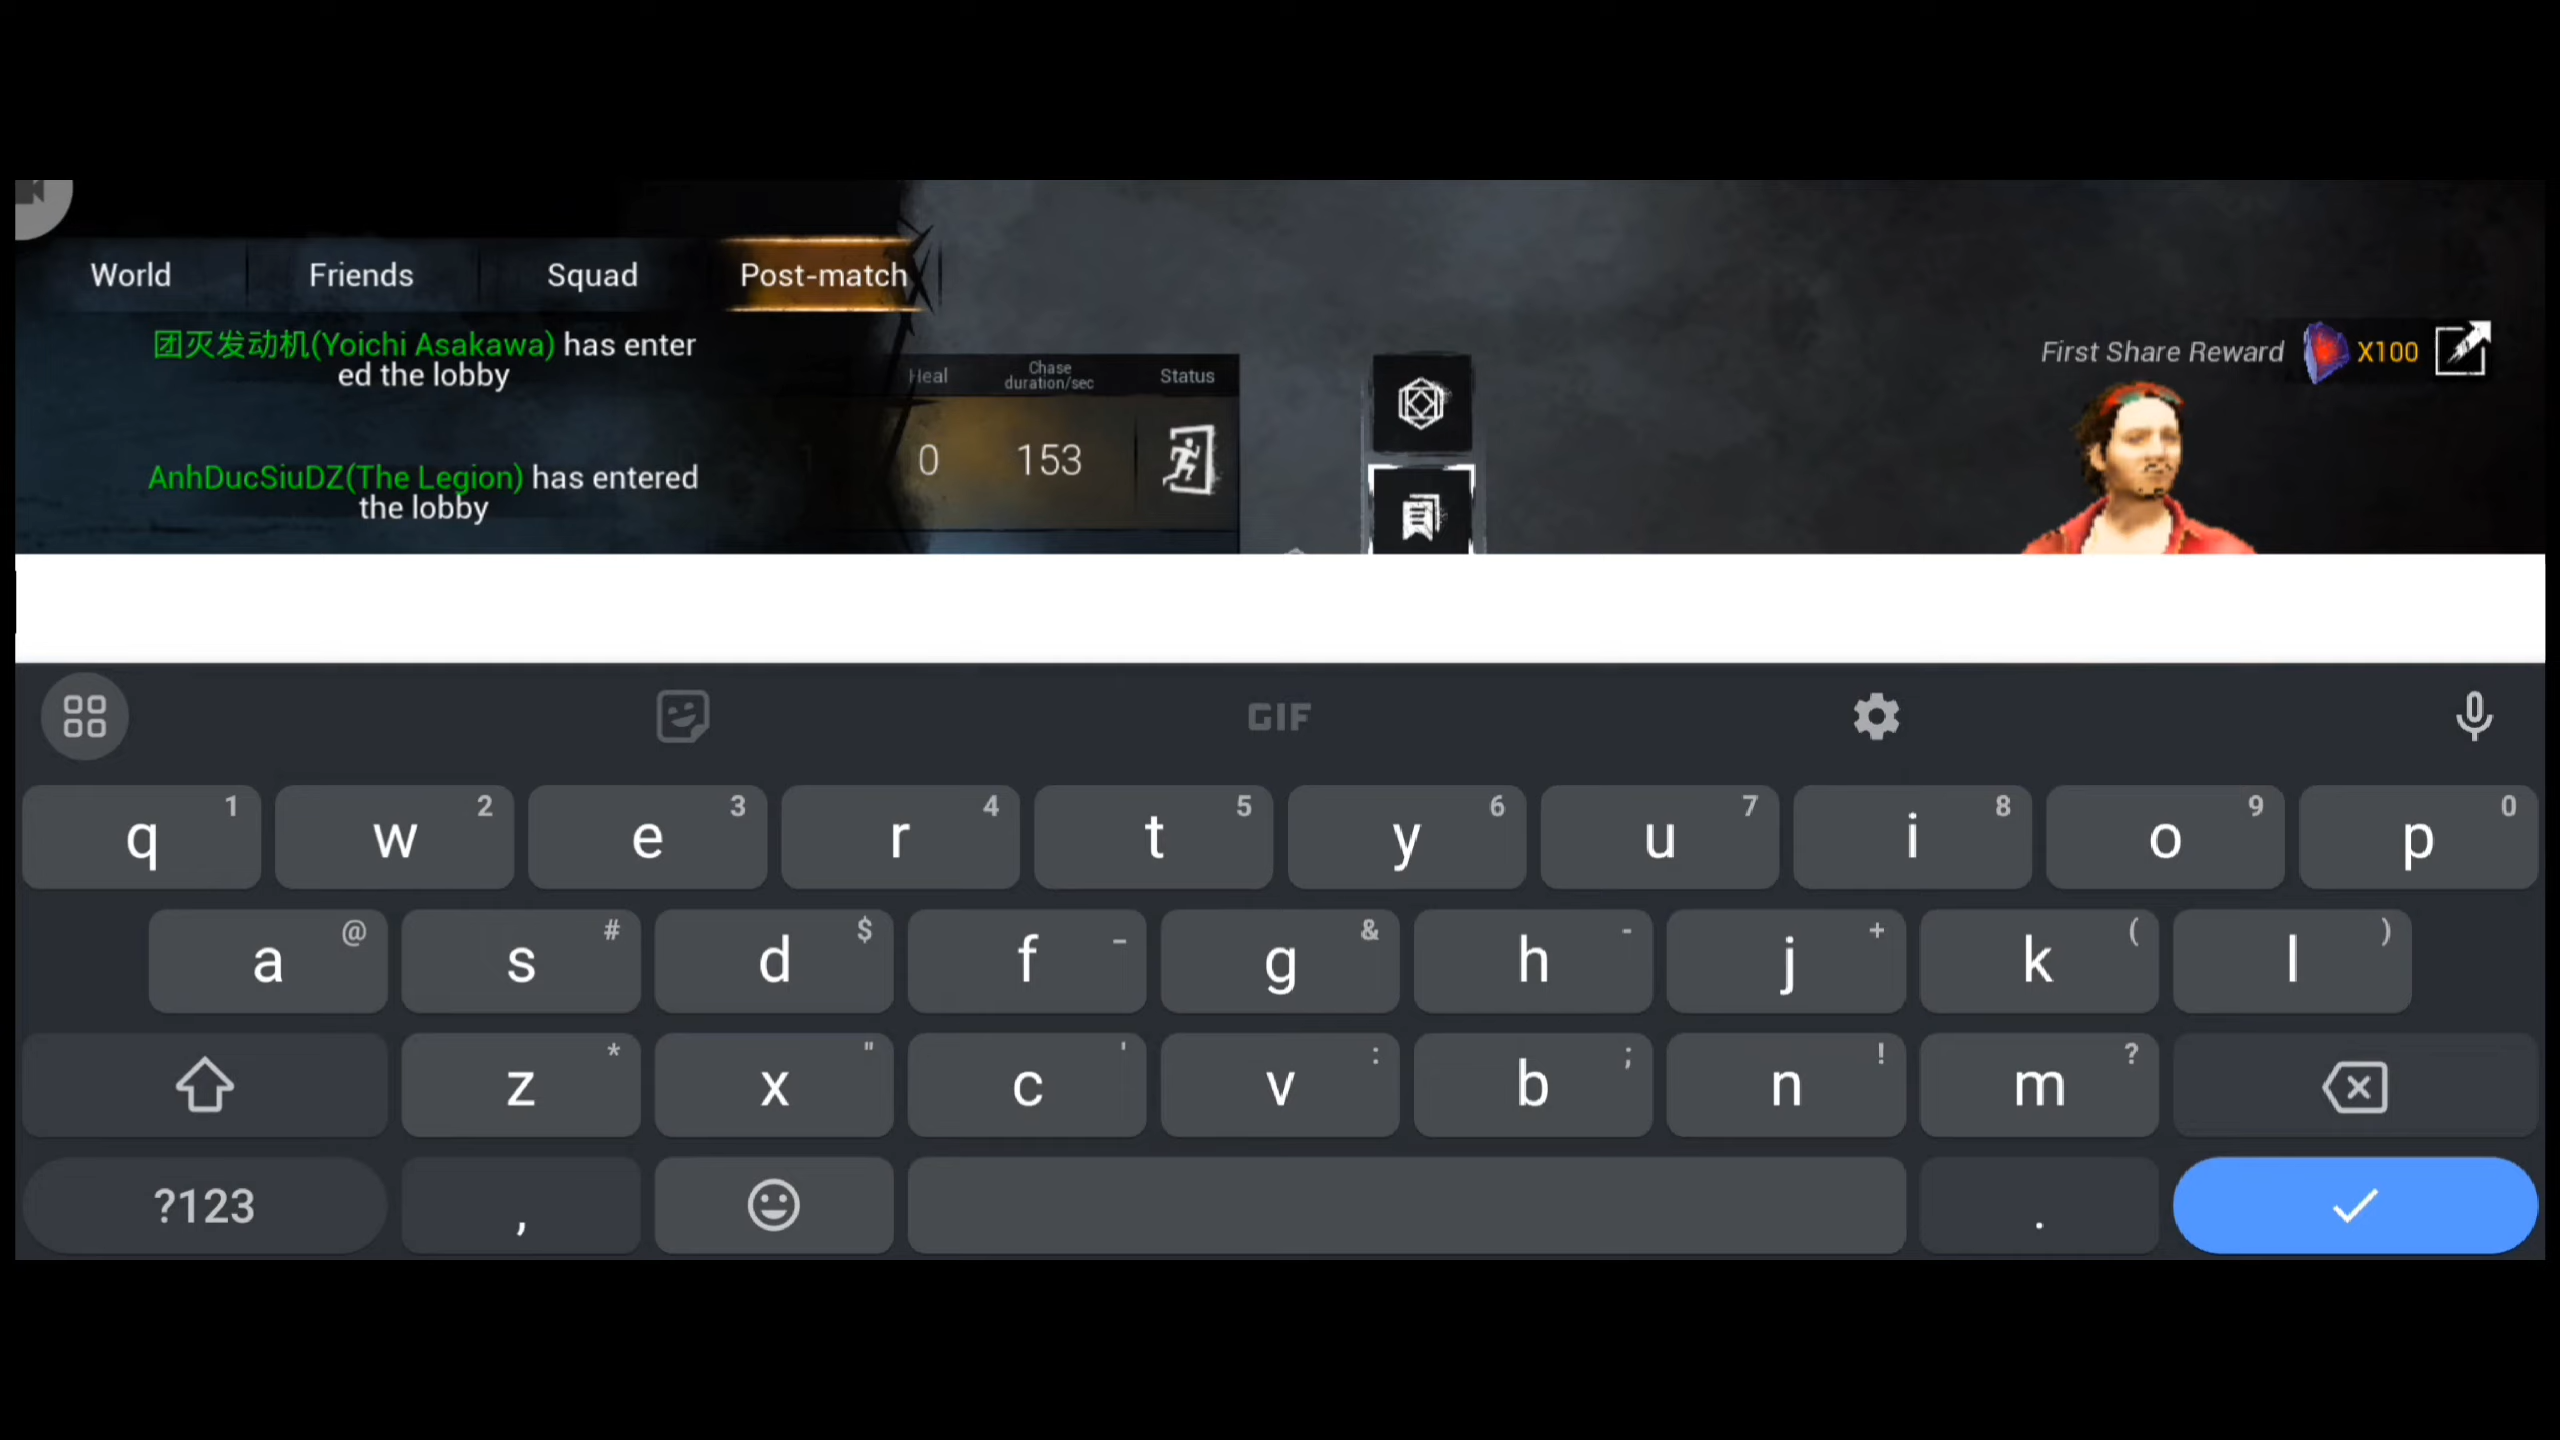 World Friends Squad Post-match
团灭发动机(Yoichi Asakawa) has enter
ed the lobby
AnhDucSiuDZ(The Legion) has entered
the lobby
Heal Chase duration/sec Status
0 153
First Share Reward X100
GIF
q 1 w 2 e 3 r 4 t 5 y 6 u 7 i 8 o 9 p 0
a @ s # d $ f _ g & h - j + k ( l )
z * x " c ' v : b ; n ! m ?
?123 , .